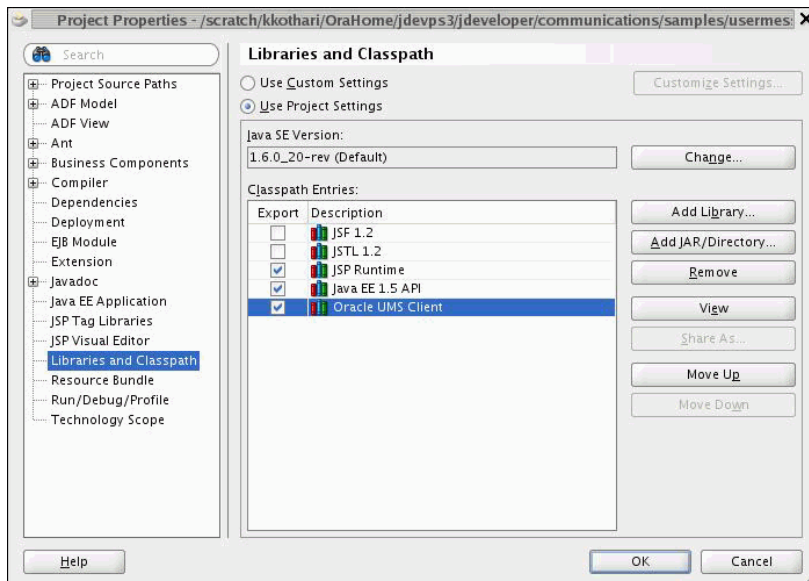 Project Properties - /scratch/kkothari/OraHome/jdevps3/jdeveloper/communications/samples/usermes
Search
Project Source Paths
ADF Model
ADF View
Ant
Business Components
Compiler
Dependencies
Deployment
EJB Module
Extension
Javadoc
Java EE Application
JSP Tag Libraries
JSP Visual Editor
Libraries and Classpath
Resource Bundle
Run/Debug/Profile
Technology Scope
Libraries and Classpath
Use Custom Settings
Customize Settings...
Use Project Settings
Java SE Version:
1.6.0_20-rev (Default)
Change...
Classpath Entries:
Export Description
JSF 1.2
JSTL 1.2
JSP Runtime
Java EE 1.5 API
Oracle UMS Client
Add Library...
Add JAR/Directory...
Remove
View
Share As...
Move Up
Move Down
Help
OK
Cancel